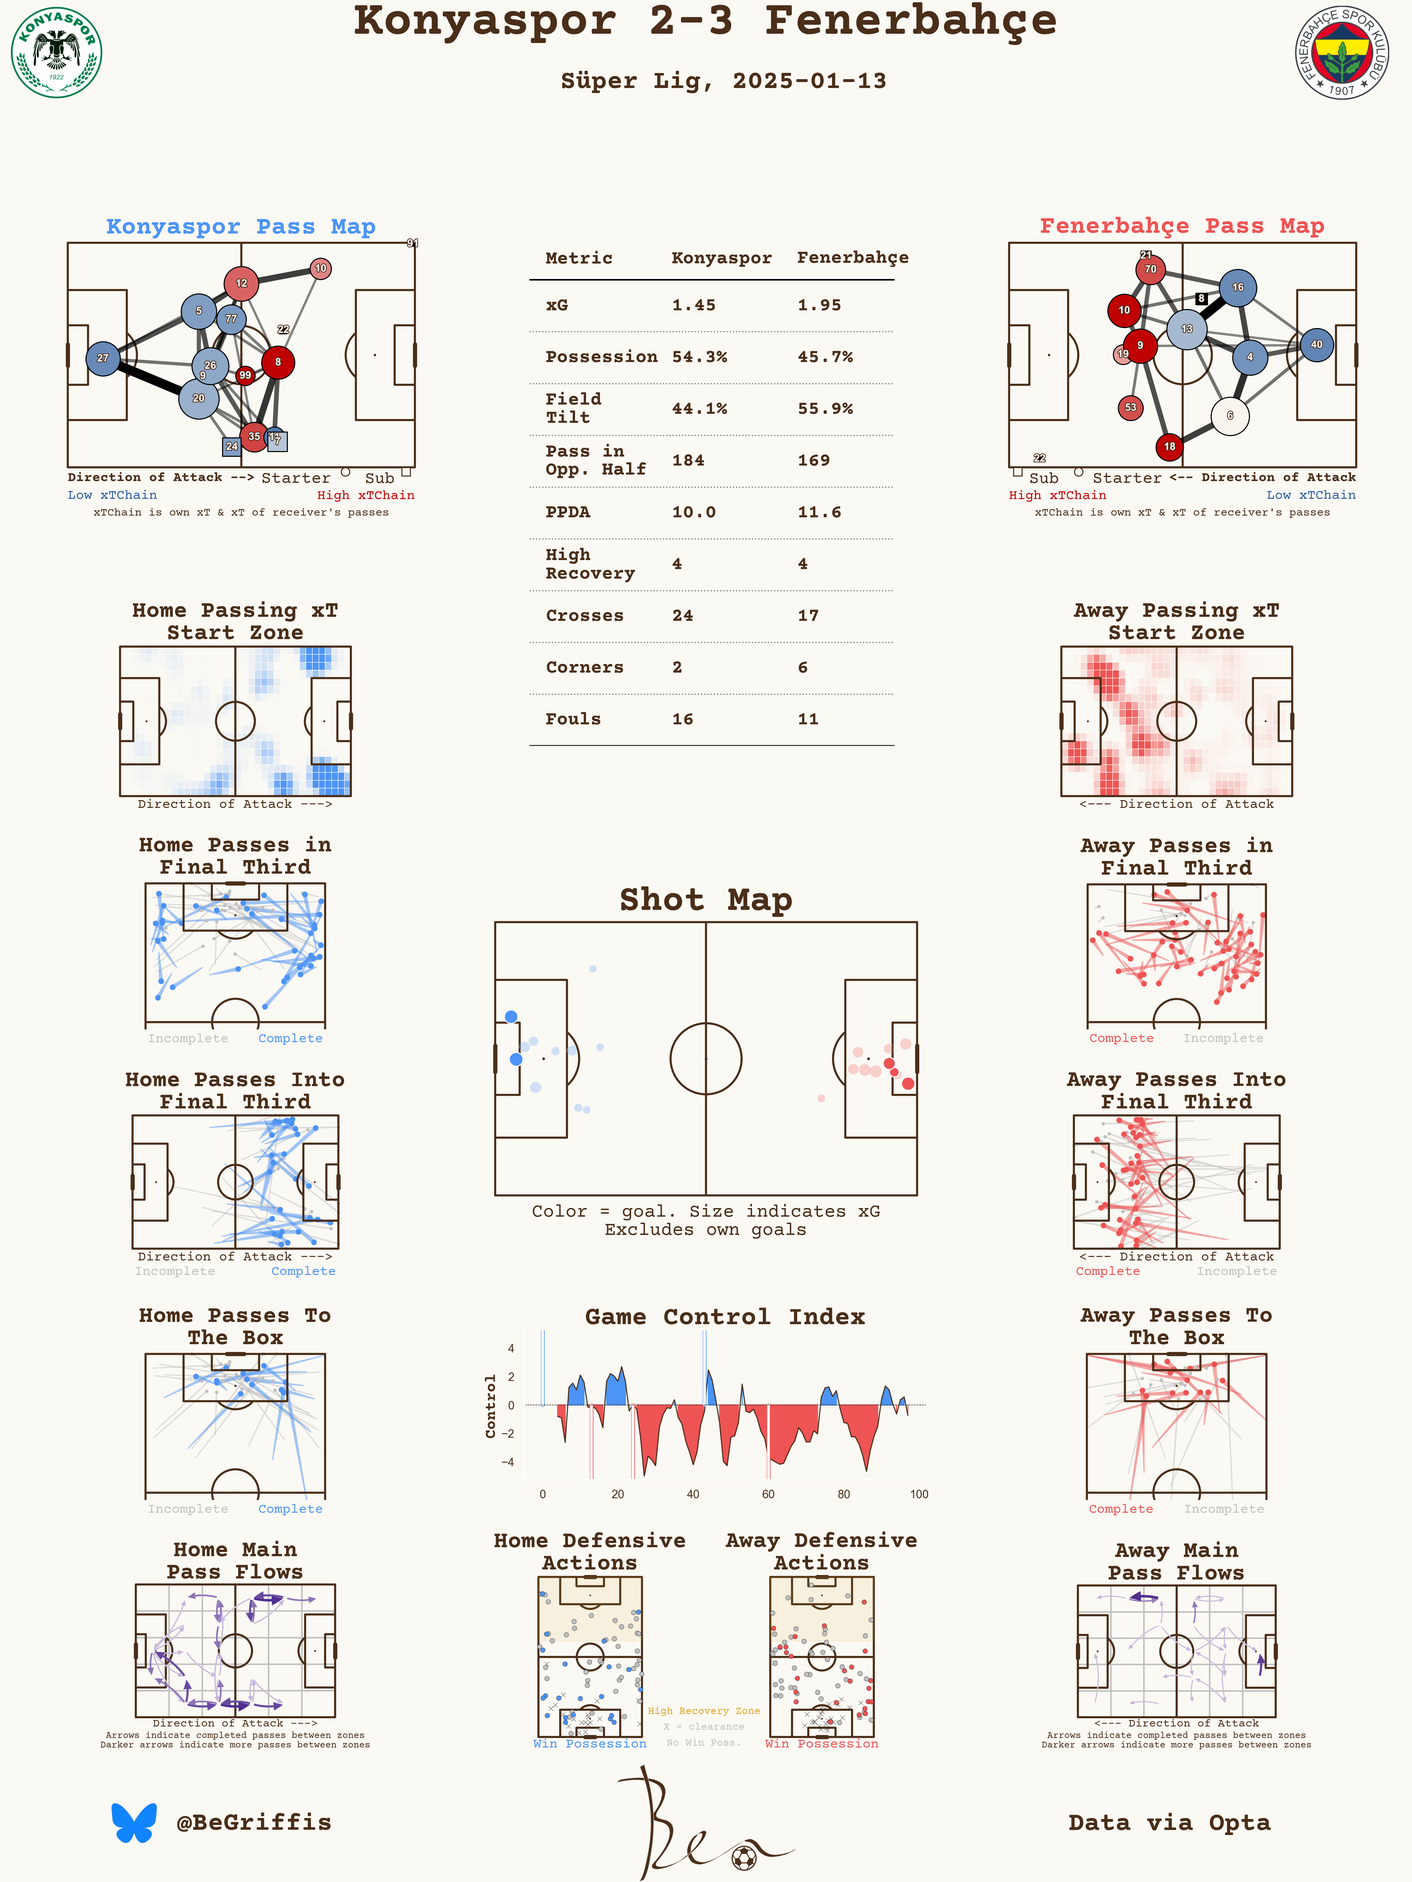 Konyaspor 2-3 Fenerbahçe
Süper Lig, 2025-01-13
KONYASPOR
1922
FENERBAHÇE SPOR KULÜBÜ
1907
Konyaspor Pass Map
91
10
12
5
77
22
27
26
8
9
99
20
35
11
7
24
Direction of Attack --> Starter Sub
Low xTChain High xTChain
xTChain is own xT & xT of receiver's passes
Metric Konyaspor Fenerbahçe
xG 1.45 1.95
Possession 54.3% 45.7%
Field
Tilt 44.1% 55.9%
Pass in
Opp. Half 184 169
PPDA 10.0 11.6
High
Recovery 4 4
Crosses 24 17
Corners 2 6
Fouls 16 11
Fenerbahçe Pass Map
21
70
16
8
10
13
9
19
4
40
53
6
18
22
Sub Starter <-- Direction of Attack
High xTChain Low xTChain
xTChain is own xT & xT of receiver's passes
Home Passing xT
Start Zone
Direction of Attack --->
Away Passing xT
Start Zone
<--- Direction of Attack
Home Passes in
Final Third
Incomplete Complete
Away Passes in
Final Third
Complete Incomplete
Shot Map
Color = goal. Size indicates xG
Excludes own goals
Home Passes Into
Final Third
Direction of Attack --->
Incomplete Complete
Away Passes Into
Final Third
<--- Direction of Attack
Complete Incomplete
Home Passes To
The Box
Incomplete Complete
Game Control Index
Control
4
2
0
−2
−4
0 20 40 60 80 100
Away Passes To
The Box
Complete Incomplete
Home Main
Pass Flows
Direction of Attack --->
Arrows indicate completed passes between zones
Darker arrows indicate more passes between zones
Home Defensive
Actions
Win Possession
Away Defensive
Actions
Win Possession
High Recovery Zone
X = clearance
No Win Poss.
Away Main
Pass Flows
<--- Direction of Attack
Arrows indicate completed passes between zones
Darker arrows indicate more passes between zones
@BeGriffis
Ben
Data via Opta